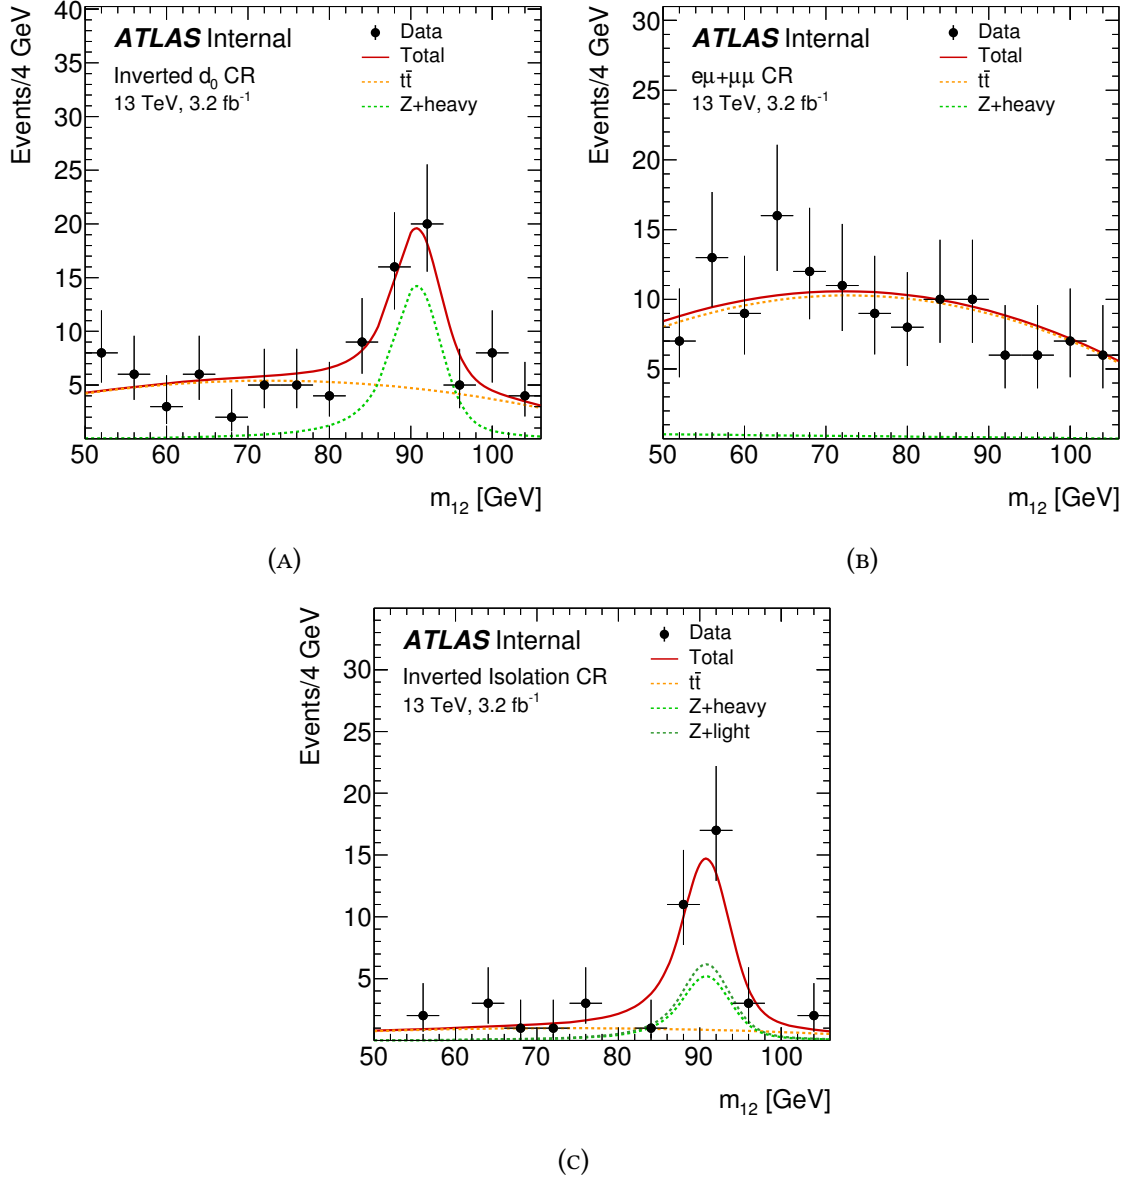 Events/4 GeV
40
35
30
25
20
15
10
5
ATLAS Internal
Inverted d0 CR
13 TeV, 3.2 fb-1
Data
Total
tt̄
Z+heavy
50 60 70 80 90 100
m12 [GeV]
(A)
Events/4 GeV
30
25
20
15
10
5
ATLAS Internal
eμ+μμ CR
13 TeV, 3.2 fb-1
Data
Total
tt̄
Z+heavy
50 60 70 80 90 100
m12 [GeV]
(B)
Events/4 GeV
30
25
20
15
10
5
ATLAS Internal
Inverted Isolation CR
13 TeV, 3.2 fb-1
Data
Total
tt̄
Z+heavy
Z+light
50 60 70 80 90 100
m12 [GeV]
(C)